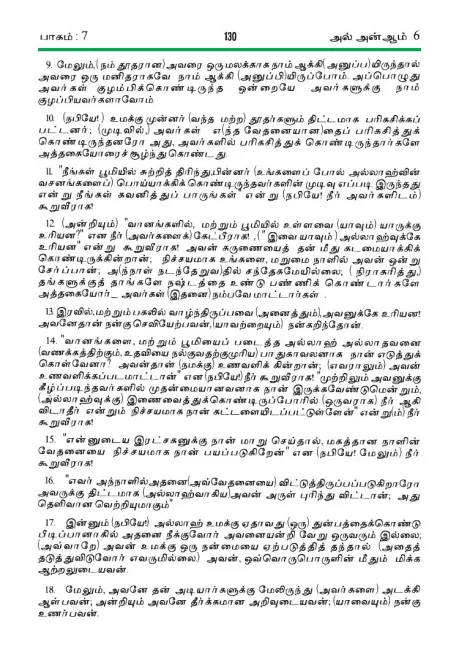 பாகம் : 7 130 அல் அன்ஆம் 6
9. மேலும்,(நம் தூதரான)அவரை ஒருமலக்காக நாம் ஆக்கி(அனுப்ப)யிருந்தால்
அவரை ஒரு மனிதராகவே நாம் ஆக்கி (அனுப்பி)யிருப்போம். அப்பொழுது
அவர்கள் குழம்பிக்கொண்டிருந்த ஒன்றையே அவர்களுக்கு நாம்
குழப்பியவர்களாவோம்.
10. (நபியே! ) உமக்கு முன்னர் (வந்த மற்ற) தூதர்களும் திட்டமாக பரிகசிக்கப்
பட்டனர்; (முடிவில்,) அவர்கள் எ(ந்த வேதனையான)தைப் பரிகசித்துக்
கொண்டிருந்தனரோ அது, அவர்களில் பரிகசித்துக் கொண்டிருந்தார்களே
அத்தகையோரைச்சூழ்ந்து கொண்டது.
11. "நீங்கள் பூமியில் சுற்றித் திரிந்துபின்னர் (உங்களைப் போல் அல்லாஹ்வின்
வசனங்களைப்) பொய்யாக்கிக்கொண்டிருந்தவர்களின்முடிவு எப்படி இருந்தது
என்று நீங்கள் கவனித்துப் பாருங்கள் என்று (நபியே! நீர் அவர்களிடம்)
கூறுவீராக!
12. (அன்றியும்) "வானங்களில், மற்றும் பூமியில் உள்ளவை (யாவும்) யாருக்கு
உரியன?" என நீர் (அவர்களைக்) கேட்பீராக! ,("இவை யாவும்) அல்லாஹ்வுக்கே
உரியன" என்று கூறுவீராக! அவன் கருணையைத் தன் மீது கடமையாக்கிக்
கொண்டிருக்கின்றான்; நிச்சயமாக உங்களை, மறுமை நாளில் அவன் ஒன்று
சேர்ப்பான்; அ(ந்நாள் நடந்தேறுவ)தில் சந்தேகமேயில்லை; ( நிராகரித்து,)
தங்களுக்குத் தாங்களே நஷ்டத்தை உண்டு பண்ணிக் கொண்டார்களே
அத்தகையோர்_ அவர்கள் (இதனை) நம்பவேமாட்டார்கள் .
13. இரவில்,மற்றும் பகலில் வாழ்ந்திருப்பவை (அனைத்தும்),அவனுக்கே உரியன!
அவனேதான் நன்கு செவியேற்பவன்,(யாவற்றையும்) நன்கறிந்தோன்.
14. "வானங்களை, மற்றும் பூமியைப் படைத்த அல்லாஹ் அல்லாதவனை
(வணக்கத்திற்கும், உதவியை நல்குவதற்குமுரிய) பாதுகாவலனாக நான் எடுத்துக்
கொள்வேனா? அவன்தான் (நமக்கு) உணவளிக் கின்றான்; (எவராலும்) அவன்
உணவளிக்கப்படமாட்டான்" என(நபியே!) நீர் கூறுவீராக! "முற்றிலும் அவனுக்கு
கீழ்ப்படிந்தவர்களில் முதன்மையானவனாக நான் இருக்கவேண்டுமென்றும்,
(அல்லாஹ்வுக்கு) இணைவைத்துக்கொண்டிருப்போரில் (ஒருவராக) நீர் ஆகி
விடாதீர் என்றும் நிச்சயமாக நான் கட்டளையிடப்பட்டுள்ளேன்" என்று(ம்) நீர்
கூறுவீராக!
15. "என்னுடைய இரட்சகனுக்கு நான் மாறு செய்தால், மகத்தான நாளின்
வேதனையை நிச்சயமாக நான் பயப்படுகிறேன்" என (நபியே! மேலும்) நீர்
கூறுவீராக!
16. "எவர் அந்நாளில்அதனை(அவ்வேதனையை) விட்டுத்திருப்பப்படுகிறாரோ
அவருக்கு திட்டமாக (அல்லாஹ்வாகிய)அவன் அருள் புரிந்து விட்டான்; அது
தெளிவான வெற்றியுமாகும்"
17. இன்னும் (நபியே!) அல்லாஹ் உமக்கு ஏதாவது (ஒரு) துன்பத்தைக்கொண்டு
பீடிப்பானாகில் அதனை நீக்குவோர் அவனையன்றி வேறு ஒருவரும் இல்லை;
(அவ்வாறே) அவன் உமக்கு ஒரு நன்மையை ஏற்படுத்தித் தந்தால் (அதைத்
தடுத்துவிடுவோர் எவருமில்லை.) அவன், ஒவ்வொருபொருளின் மீதும் மிக்க
ஆற்றலுடையவன்.
18. மேலும், அவனே தன் அடியார்களுக்கு மேலிருந்து (அவர்களை) அடக்கி
ஆள்பவன்; அன்றியும் அவனே தீர்க்கமான அறிவுடையவன்; (யாவையும்) நன்கு
உணர்பவன்.